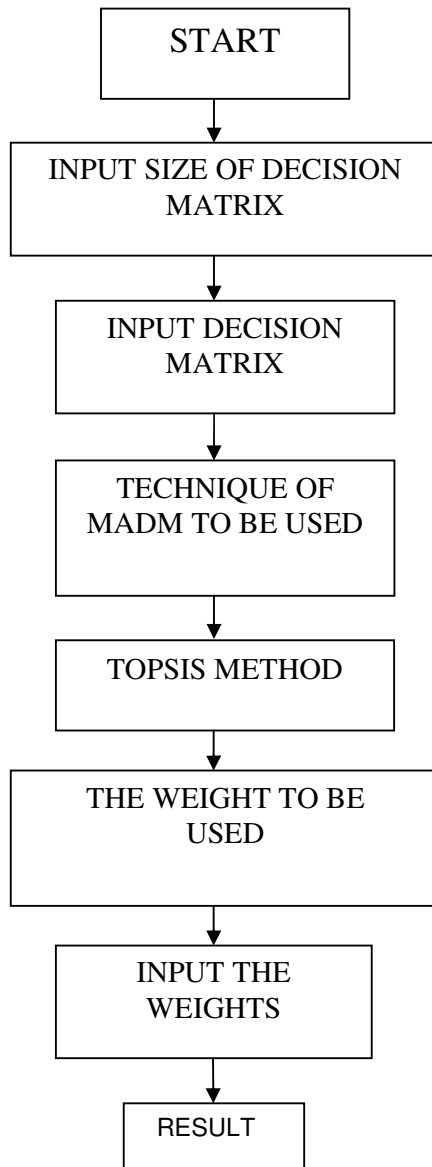 START
INPUT SIZE OF DECISION
MATRIX
INPUT DECISION
MATRIX
TECHNIQUE OF
MADM TO BE USED
TOPSIS METHOD
THE WEIGHT TO BE
USED
INPUT THE
WEIGHTS
RESULT